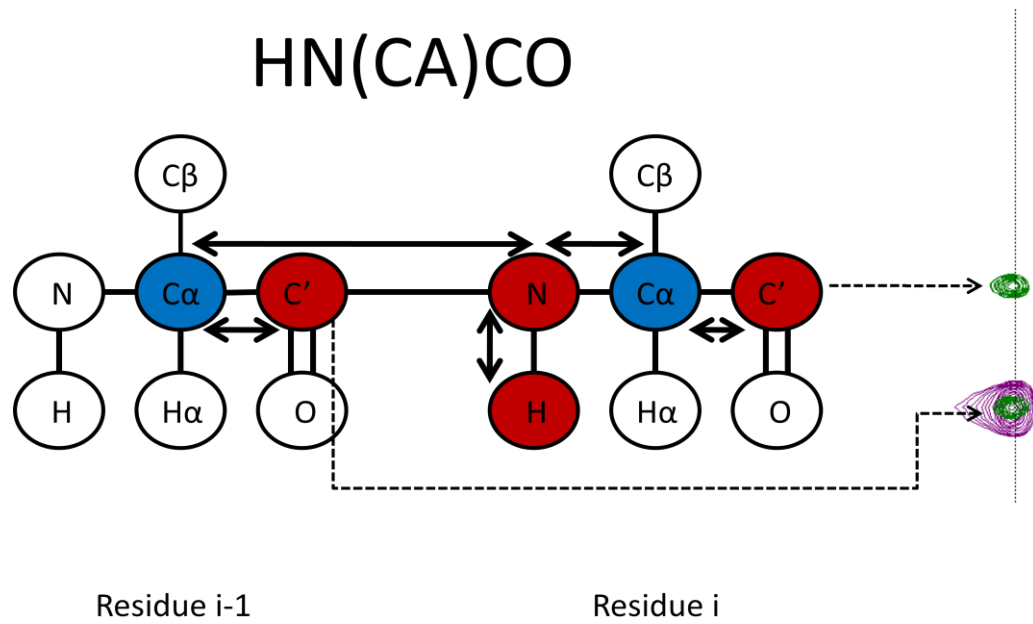 HN(CA)CO
Cβ Cβ
N Cα C’ N Cα C’
H Hα O H Hα O
Residue i-1 Residue i